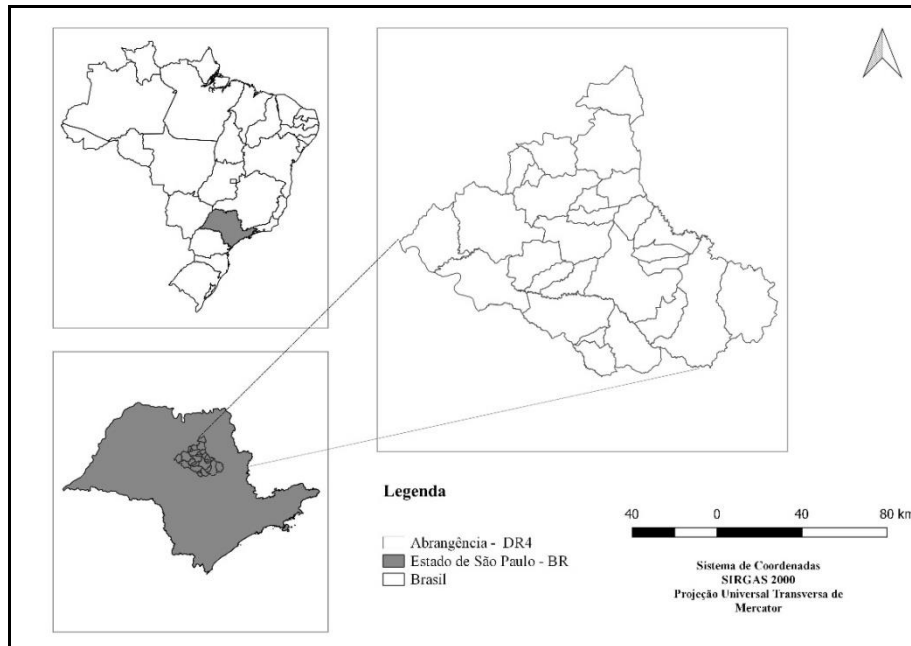 Legenda
Abrangência - DR4
Estado de São Paulo - BR
Brasil
40 0 40 80 km
Sistema de Coordenadas
SIRGAS 2000
Projeção Universal Transversa de
Mercator